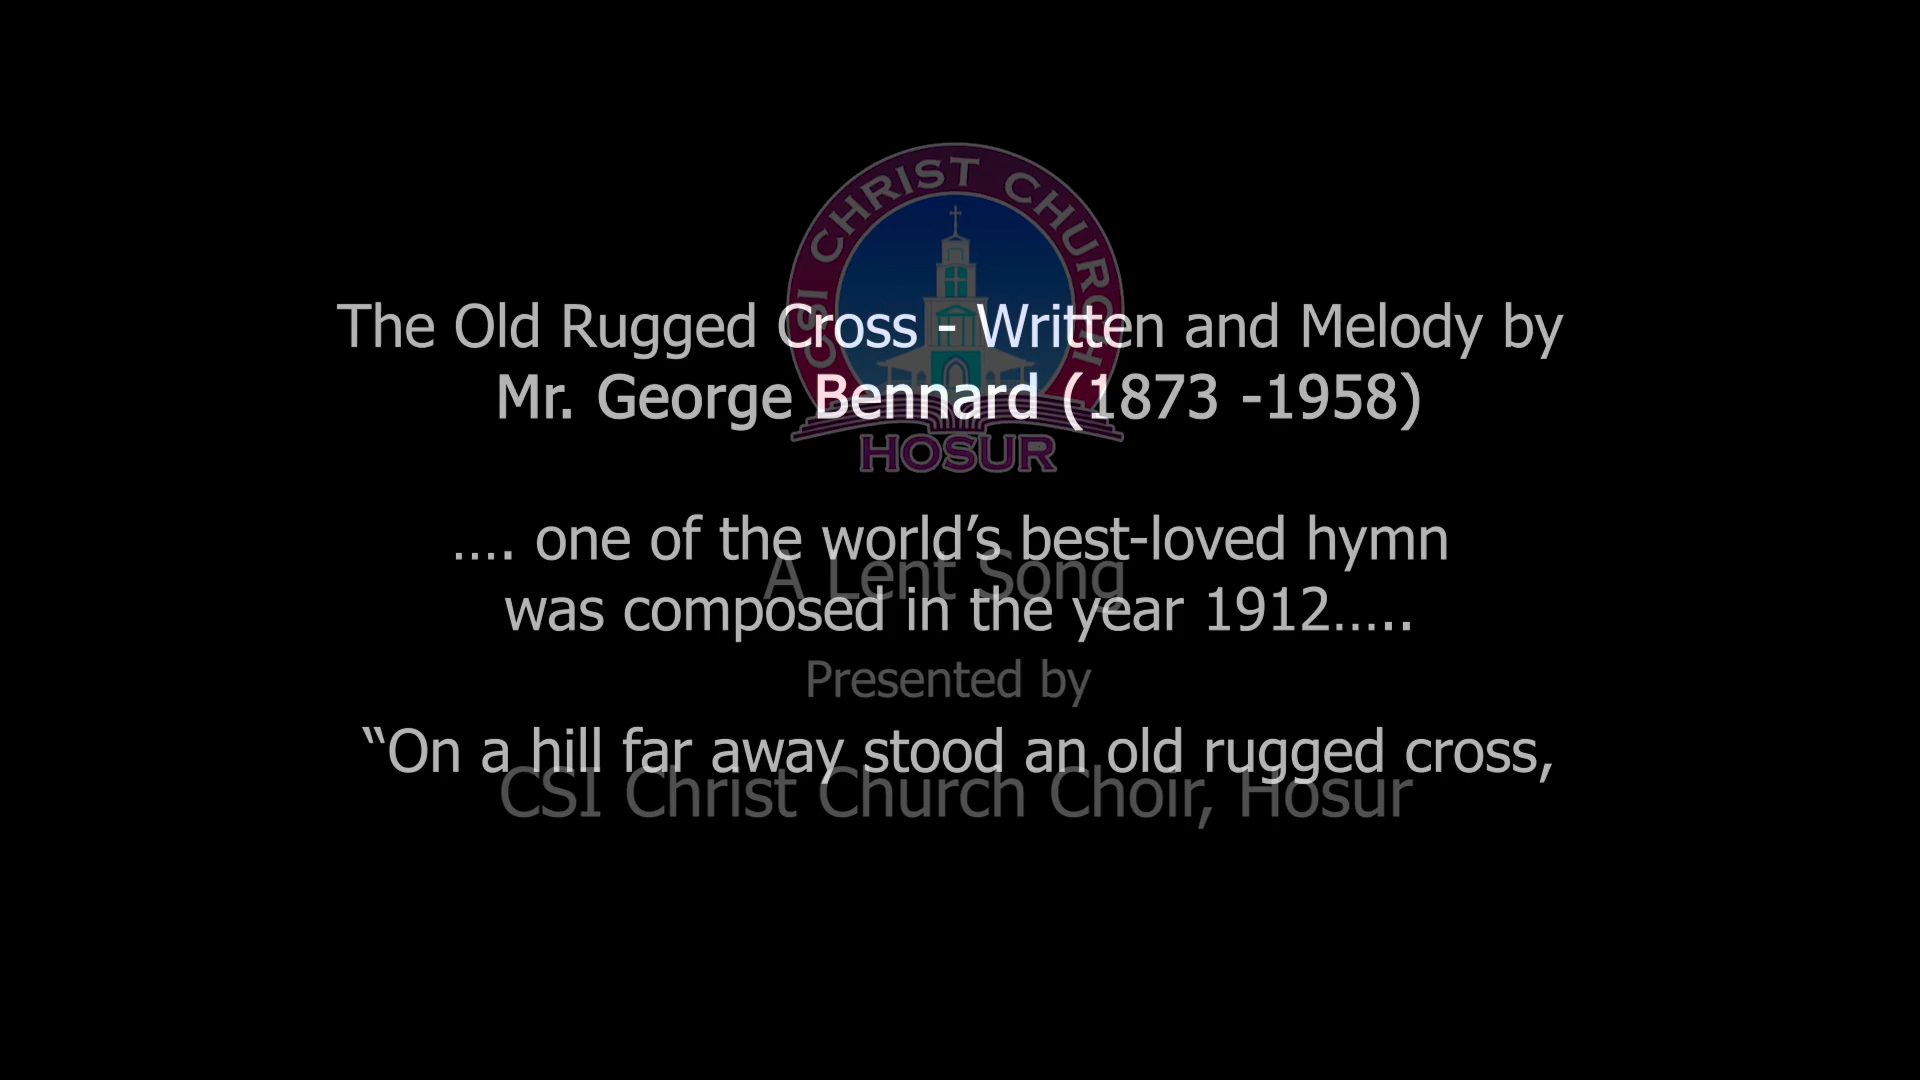 CSI CHRIST CHURCH
The Old Rugged Cross - Written and Melody by
Mr. George Bennard (1873 -1958)
HOSUR
.... one of the world’s best-loved hymn
A Lent Song
was composed in the year 1912.....
Presented by
“On a hill far away stood an old rugged cross,
CSI Christ Church Choir, Hosur